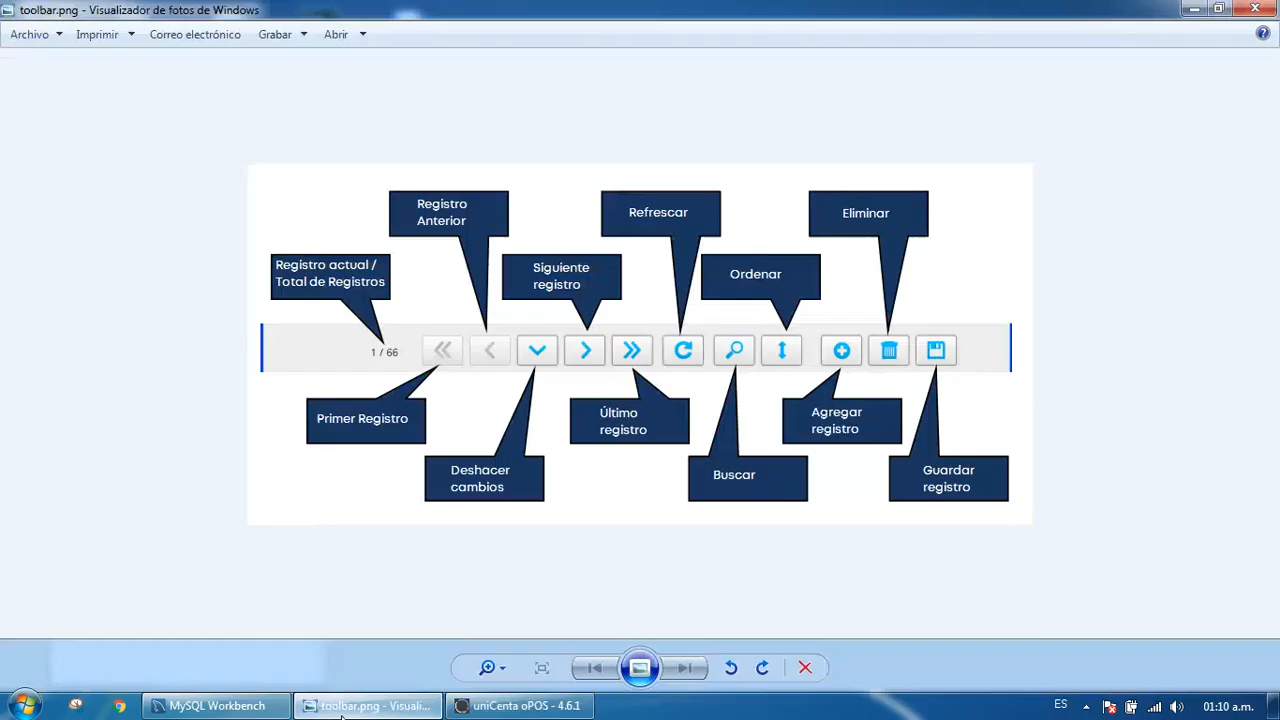 toolbar.png - Visualizador de fotos de Windows
Archivo Imprimir Correo electrónico Grabar Abrir
Registro
Anterior
Refrescar
Eliminar
Registro actual /
Total de Registros
Siguiente
registro
Ordenar
1 / 66
Primer Registro
Último
registro
Agregar
registro
Deshacer
cambios
Buscar
Guardar
registro
MySQL Workbench
toolbar.png - Visuali...
uniCenta oPOS - 4.6.1
ES
01:10 a.m.